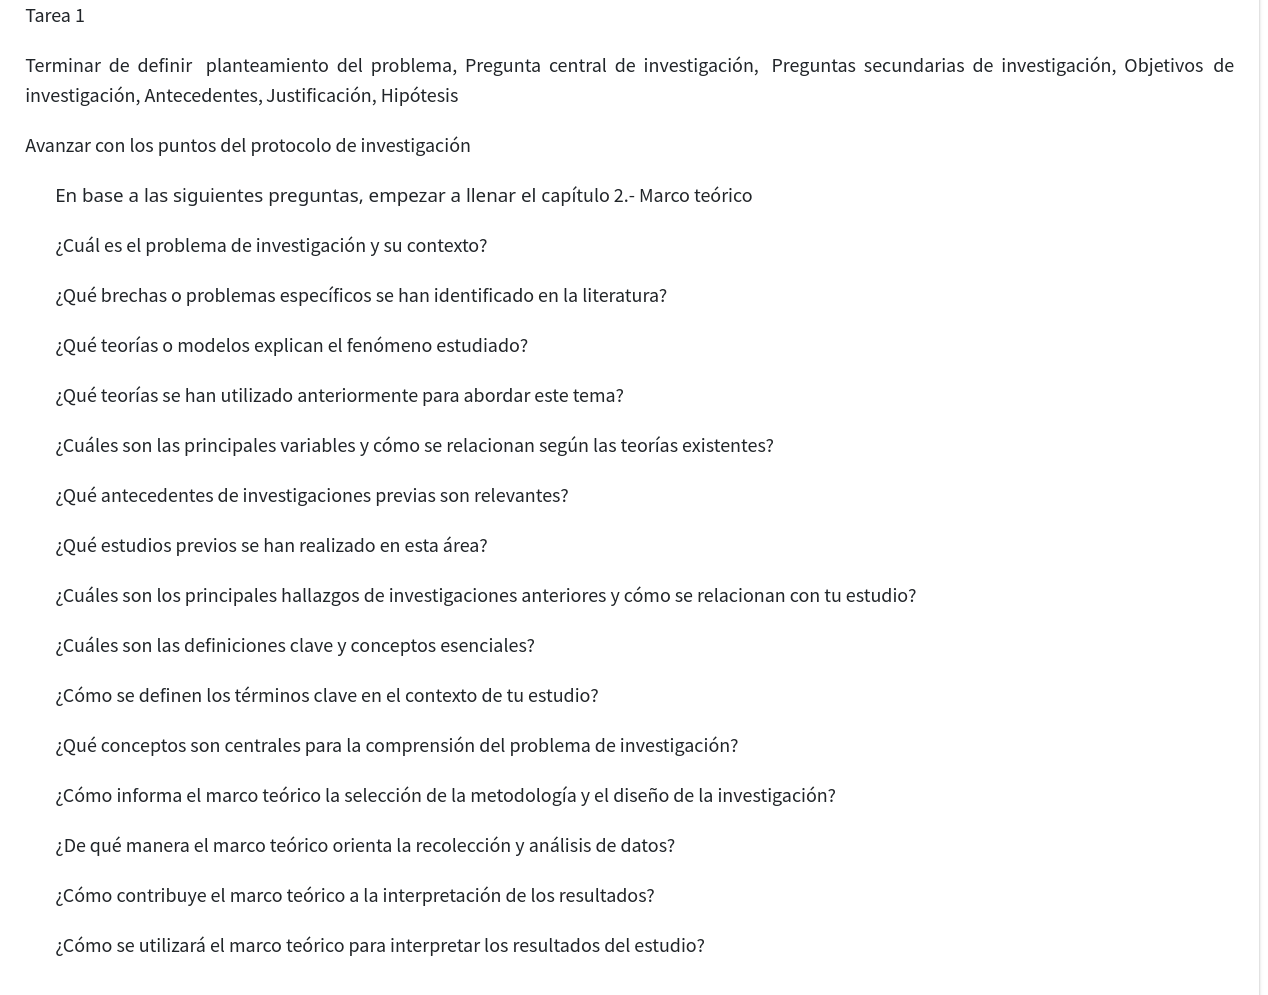 Tarea 1
Terminar de definir planteamiento del problema, Pregunta central de investigación, Preguntas secundarias de investigación, Objetivos de
investigación, Antecedentes, Justificación, Hipótesis
Avanzar con los puntos del protocolo de investigación
En base a las siguientes preguntas, empezar a llenar el capítulo 2.- Marco teórico
¿Cuál es el problema de investigación y su contexto?
¿Qué brechas o problemas específicos se han identificado en la literatura?
¿Qué teorías o modelos explican el fenómeno estudiado?
¿Qué teorías se han utilizado anteriormente para abordar este tema?
¿Cuáles son las principales variables y cómo se relacionan según las teorías existentes?
¿Qué antecedentes de investigaciones previas son relevantes?
¿Qué estudios previos se han realizado en esta área?
¿Cuáles son los principales hallazgos de investigaciones anteriores y cómo se relacionan con tu estudio?
¿Cuáles son las definiciones clave y conceptos esenciales?
¿Cómo se definen los términos clave en el contexto de tu estudio?
¿Qué conceptos son centrales para la comprensión del problema de investigación?
¿Cómo informa el marco teórico la selección de la metodología y el diseño de la investigación?
¿De qué manera el marco teórico orienta la recolección y análisis de datos?
¿Cómo contribuye el marco teórico a la interpretación de los resultados?
¿Cómo se utilizará el marco teórico para interpretar los resultados del estudio?